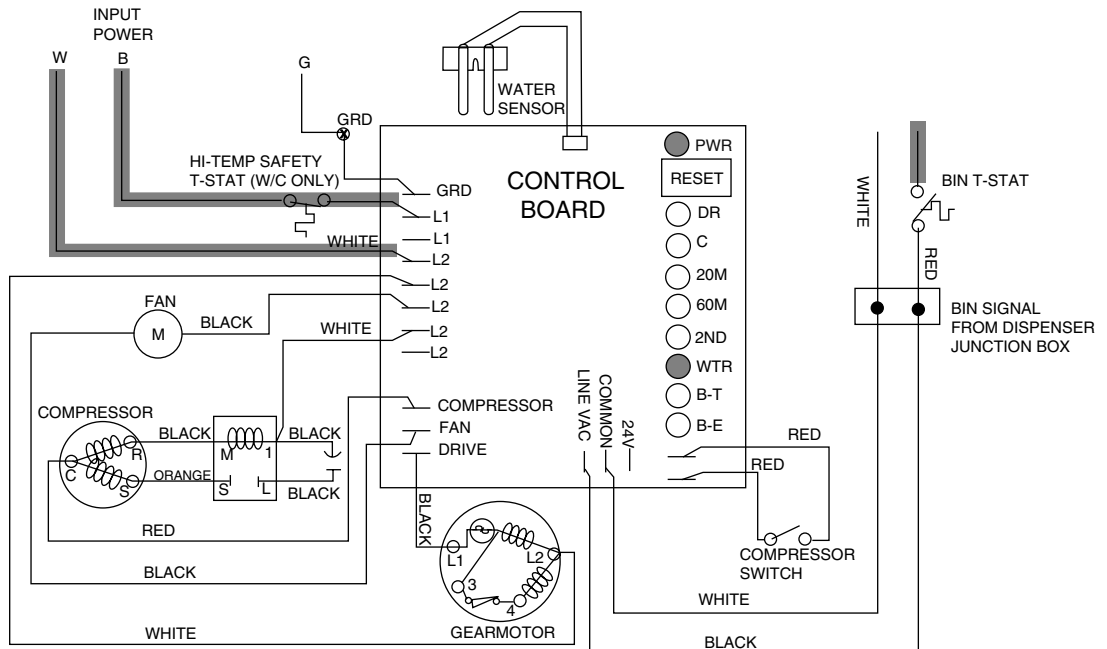 INPUT
POWER
W
B
G
GRD
WATER
SENSOR
HI-TEMP SAFETY
T-STAT (W/C ONLY)
CONTROL
BOARD
PWR
RESET
DR
C
20M
60M
2ND
WTR
B-T
B-E
GRD
L1
L1
WHITE
L2
L2
L2
L2
L2
FAN
M
BLACK
WHITE
COMPRESSOR
FAN
DRIVE
LINE VAC
COMMON
24V
WHITE
BIN T-STAT
RED
BIN SIGNAL
FROM DISPENSER
JUNCTION BOX
COMPRESSOR
R
C
S
BLACK
M
1
BLACK
ORANGE
S
L
BLACK
RED
BLACK
WHITE
BLACK
L1
L2
3
4
GEARMOTOR
RED
RED
COMPRESSOR
SWITCH
WHITE
BLACK